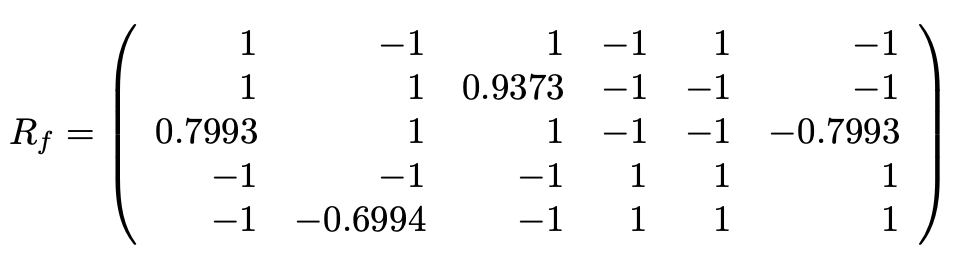 1 −1 1 −1 1 −1
1 1 0.9373 −1 −1 −1
R_f = 0.7993 1 1 −1 −1 −0.7993
−1 −1 −1 1 1 1
−1 −0.6994 −1 1 1 1